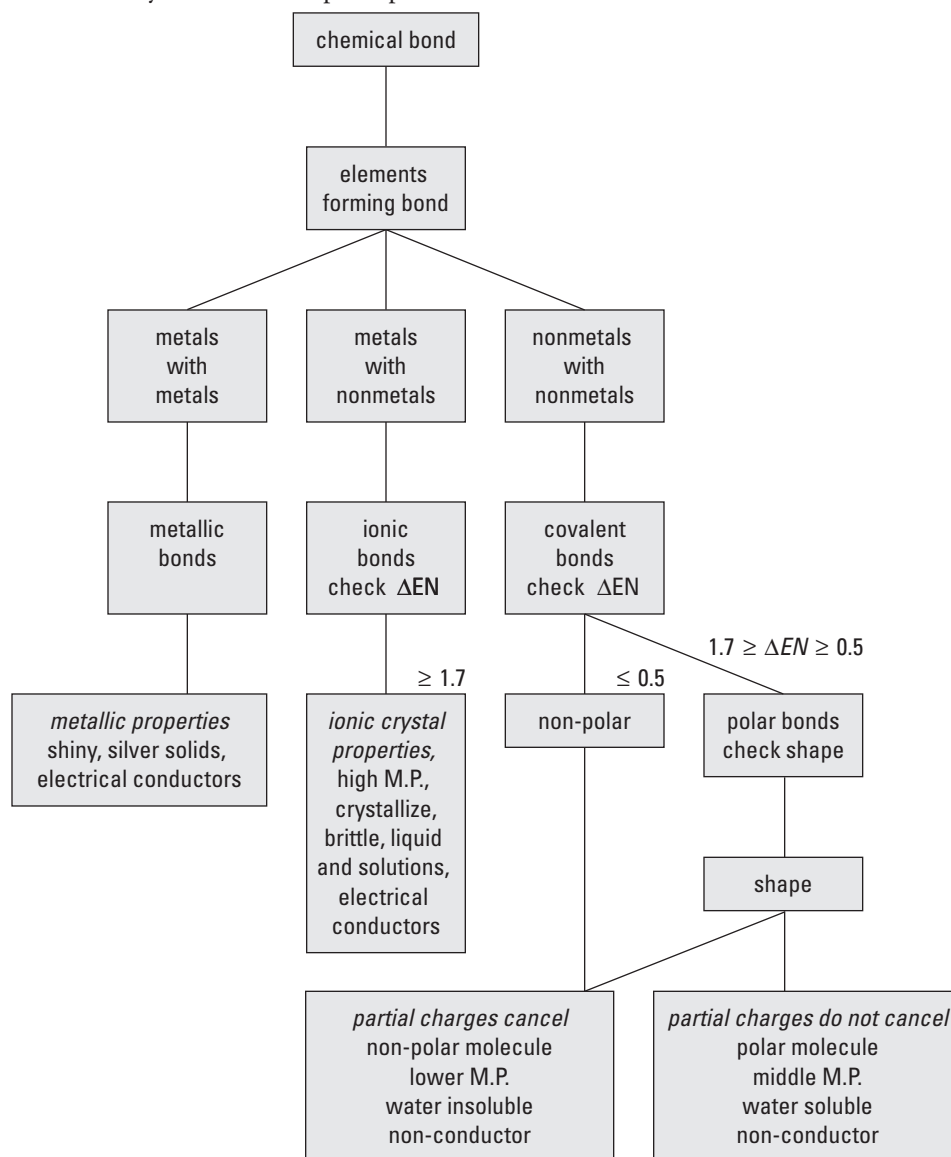 chemical bond
elements
forming bond
metals
with
metals
metals
with
nonmetals
nonmetals
with
nonmetals
metallic
bonds
ionic
bonds
check ΔEN
covalent
bonds
check ΔEN
≥ 1.7
≤ 0.5
1.7 ≥ ΔEN ≥ 0.5
metallic properties
shiny, silver solids,
electrical conductors
ionic crystal
properties,
high M.P.,
crystallize,
brittle, liquid
and solutions,
electrical
conductors
non-polar
polar bonds
check shape
shape
partial charges cancel
non-polar molecule
lower M.P.
water insoluble
non-conductor
partial charges do not cancel
polar molecule
middle M.P.
water soluble
non-conductor